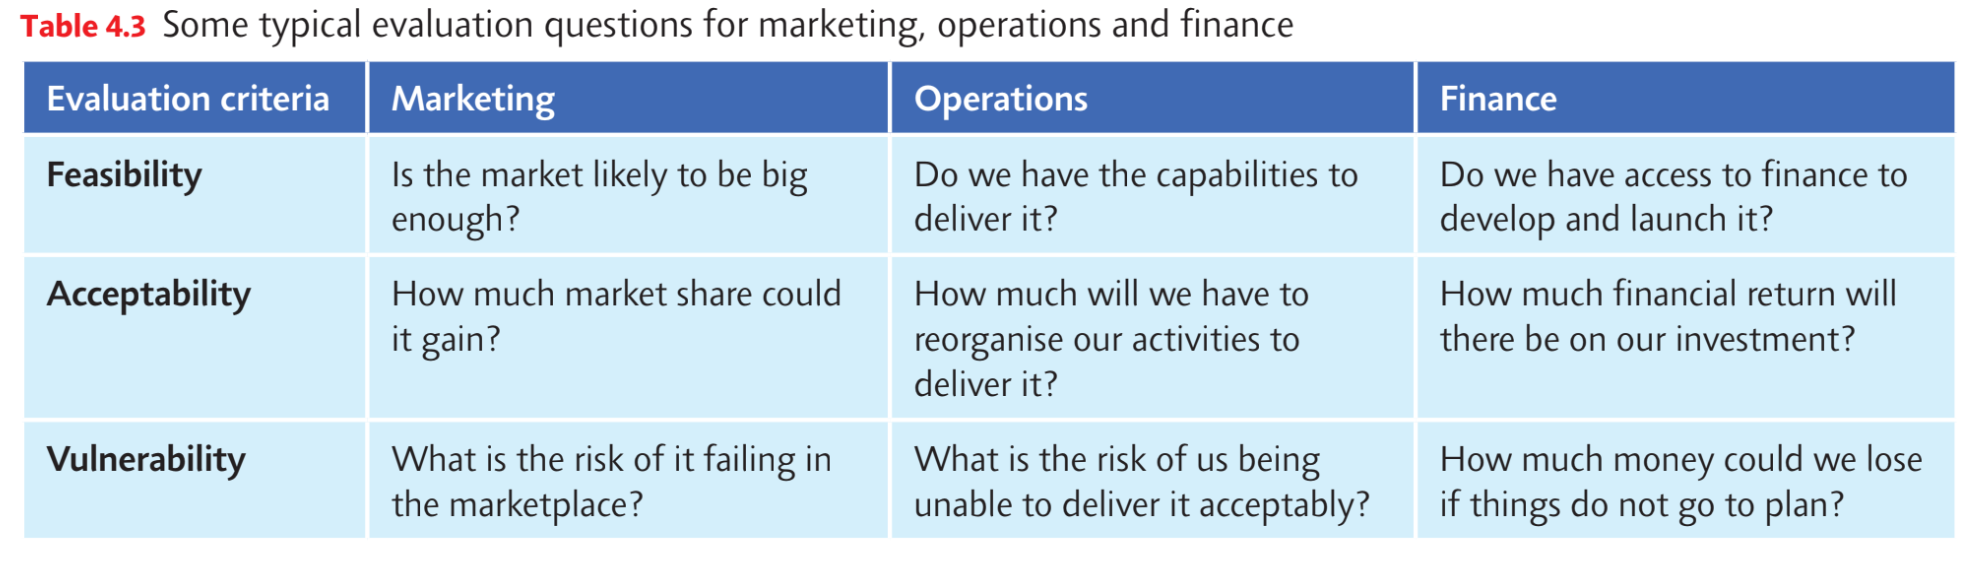 Table 4.3 Some typical evaluation questions for marketing, operations and finance
Evaluation criteria
Marketing
Operations
Finance
Feasibility
Is the market likely to be big
enough?
Do we have the capabilities to
deliver it?
Do we have access to finance to
develop and launch it?
Acceptability
How much market share could
it gain?
How much will we have to
reorganise our activities to
deliver it?
How much financial return will
there be on our investment?
Vulnerability
What is the risk of it failing in
the marketplace?
What is the risk of us being
unable to deliver it acceptably?
How much money could we lose
if things do not go to plan?